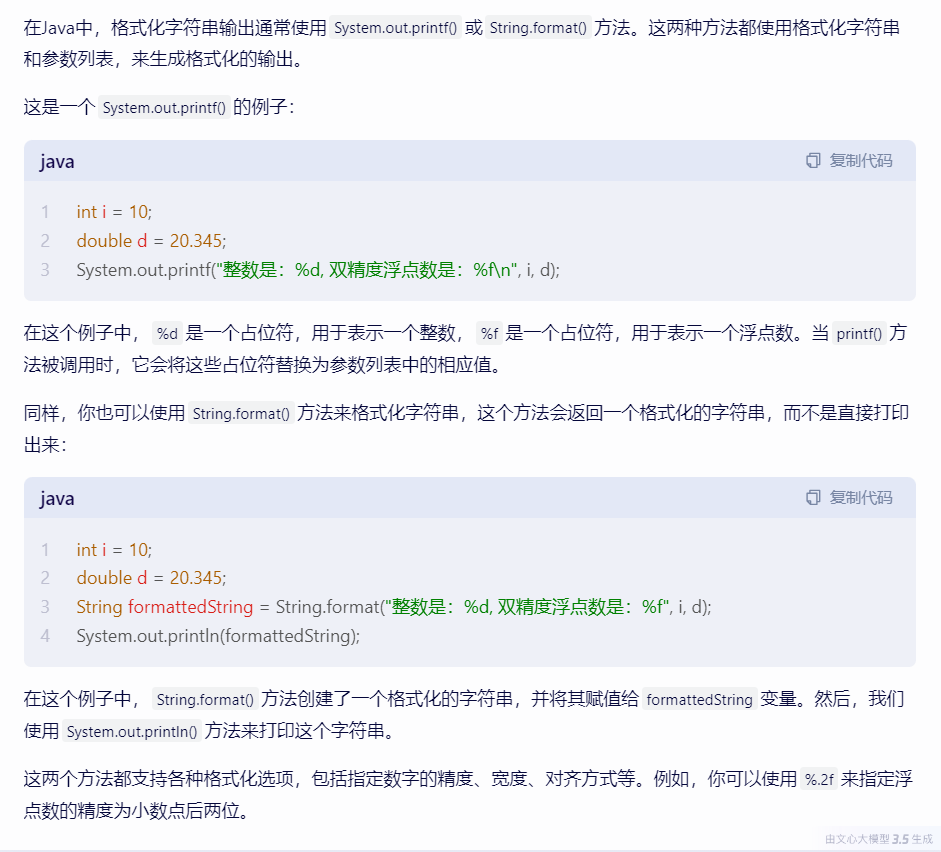 在Java中，格式化字符串输出通常使用 System.out.printf() 或 String.format() 方法。这两种方法都使用格式化字符串
和参数列表，来生成格式化的输出。
这是一个 System.out.printf() 的例子：
java 复制代码
1 int i = 10;
2 double d = 20.345;
3 System.out.printf("整数是：%d, 双精度浮点数是：%f\n", i, d);
在这个例子中， %d 是一个占位符，用于表示一个整数， %f 是一个占位符，用于表示一个浮点数。当 printf() 方
法被调用时，它会将这些占位符替换为参数列表中的相应值。
同样，你也可以使用 String.format() 方法来格式化字符串，这个方法会返回一个格式化的字符串，而不是直接打印
出来：
java 复制代码
1 int i = 10;
2 double d = 20.345;
3 String formattedString = String.format("整数是：%d, 双精度浮点数是：%f", i, d);
4 System.out.println(formattedString);
在这个例子中， String.format() 方法创建了一个格式化的字符串，并将其赋值给 formattedString 变量。然后，我们
使用 System.out.println() 方法来打印这个字符串。
这两个方法都支持各种格式化选项，包括指定数字的精度、宽度、对齐方式等。例如，你可以使用 %.2f 来指定浮
点数的精度为小数点后两位。
由文心大模型 3.5 生成